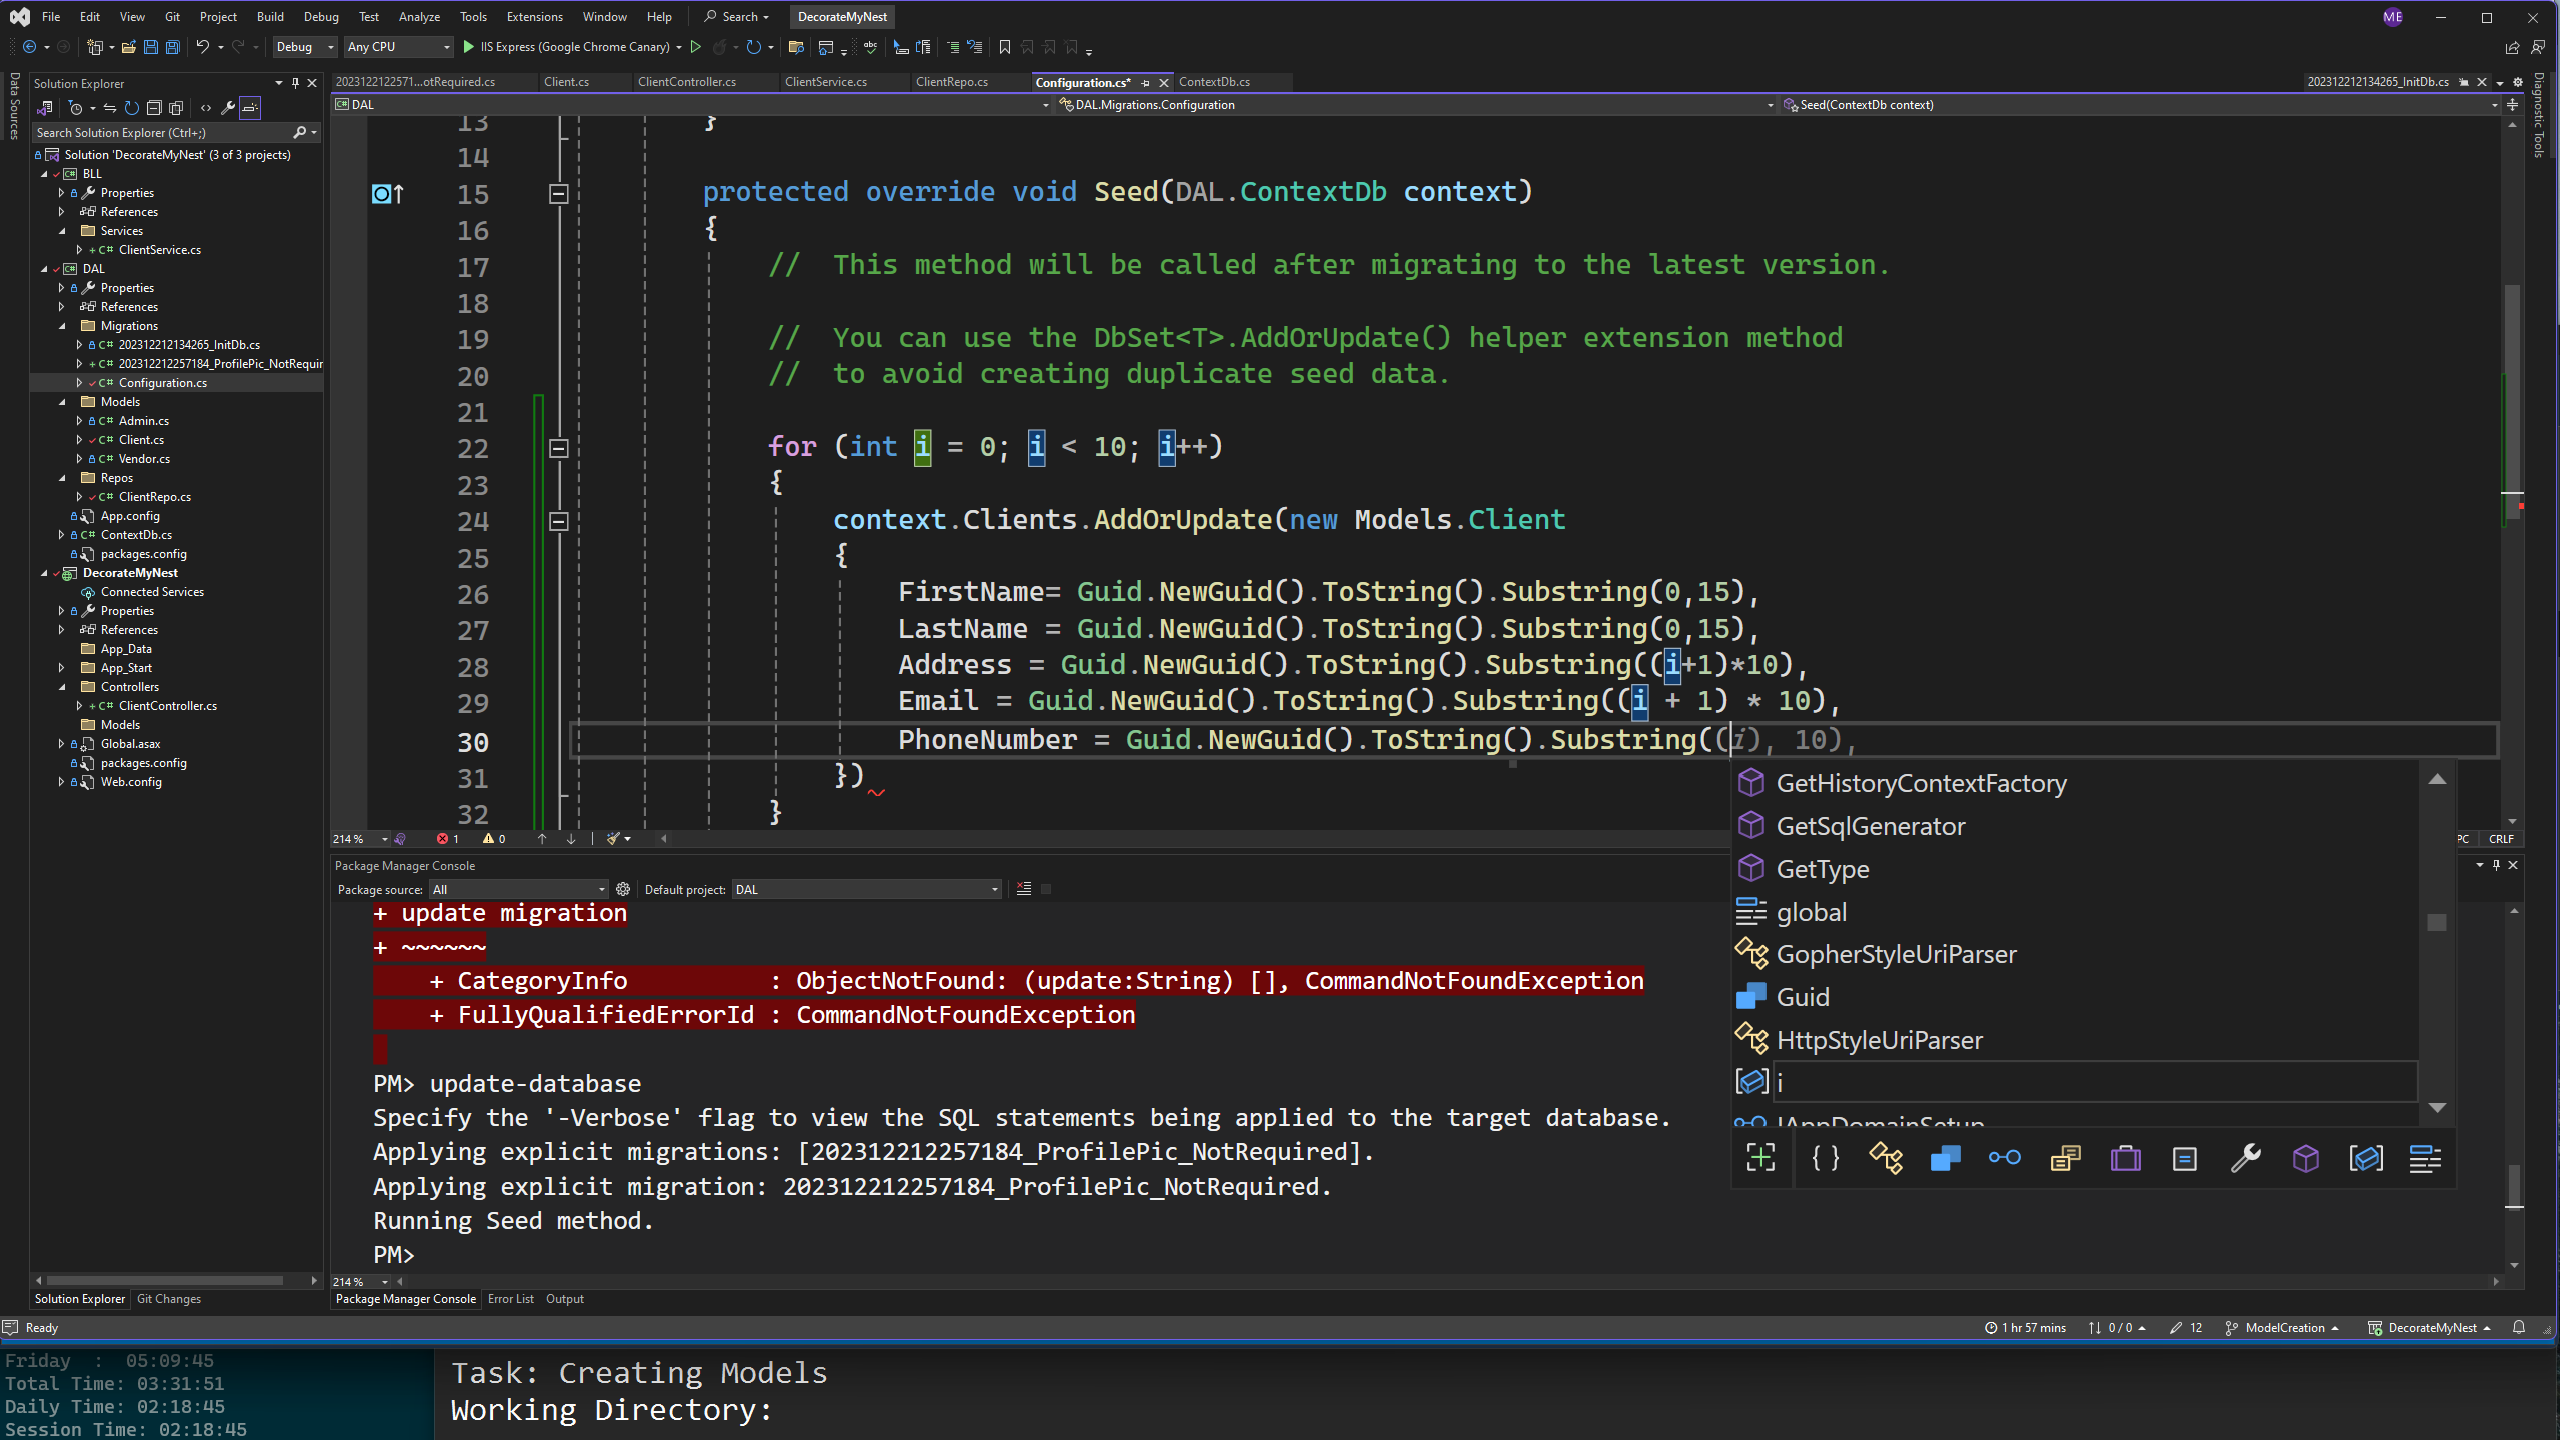 File Edit View Git Project Build Debug Test Analyze Tools Extensions Window Help Search DecorateMyNest ME
Debug Any CPU IIS Express (Google Chrome Canary)
Data Sources
Solution Explorer
Search Solution Explorer (Ctrl+;)
Solution 'DecorateMyNest' (3 of 3 projects)
BLL
Properties
References
Services
C# ClientService.cs
DAL
Properties
References
Migrations
C# 202312212134265_InitDb.cs
C# 202312212257184_ProfilePic_NotRequir
C# Configuration.cs
Models
C# Admin.cs
C# Client.cs
C# Vendor.cs
Repos
C# ClientRepo.cs
App.config
C# ContextDb.cs
packages.config
DecorateMyNest
Connected Services
Properties
References
App_Data
App_Start
Controllers
C# ClientController.cs
Models
Global.asax
packages.config
Web.config
Solution Explorer Git Changes
2023122122571...otRequired.cs Client.cs ClientController.cs ClientService.cs ClientRepo.cs Configuration.cs* ContextDb.cs 202312212134265_InitDb.cs
DAL DAL.Migrations.Configuration Seed(ContextDb context)
Diagnostic Tools
13 }
14
15 protected override void Seed(DAL.ContextDb context)
16 {
17 // This method will be called after migrating to the latest version.
18
19 // You can use the DbSet<T>.AddOrUpdate() helper extension method
20 // to avoid creating duplicate seed data.
21
22 for (int i = 0; i < 10; i++)
23 {
24 context.Clients.AddOrUpdate(new Models.Client
25 {
26 FirstName= Guid.NewGuid().ToString().Substring(0,15),
27 LastName = Guid.NewGuid().ToString().Substring(0,15),
28 Address = Guid.NewGuid().ToString().Substring((i+1)*10),
29 Email = Guid.NewGuid().ToString().Substring((i + 1) * 10),
30 PhoneNumber = Guid.NewGuid().ToString().Substring((i), 10),
31 })
32 }
GetHistoryContextFactory
GetSqlGenerator
GetType
global
GopherStyleUriParser
Guid
HttpStyleUriParser
i
IAppDomainSetup
214 % 1 0 PC CRLF
Package Manager Console
Package source: All Default project: DAL
+ update migration
+ ~~~~~~
+ CategoryInfo : ObjectNotFound: (update:String) [], CommandNotFoundException
+ FullyQualifiedErrorId : CommandNotFoundException
PM> update-database
Specify the '-Verbose' flag to view the SQL statements being applied to the target database.
Applying explicit migrations: [202312212257184_ProfilePic_NotRequired].
Applying explicit migration: 202312212257184_ProfilePic_NotRequired.
Running Seed method.
PM>
214 %
Package Manager Console Error List Output
Ready 1 hr 57 mins 0 / 0 12 ModelCreation DecorateMyNest
Friday : 05:09:45
Total Time: 03:31:51
Daily Time: 02:18:45
Session Time: 02:18:45
Task: Creating Models
Working Directory: